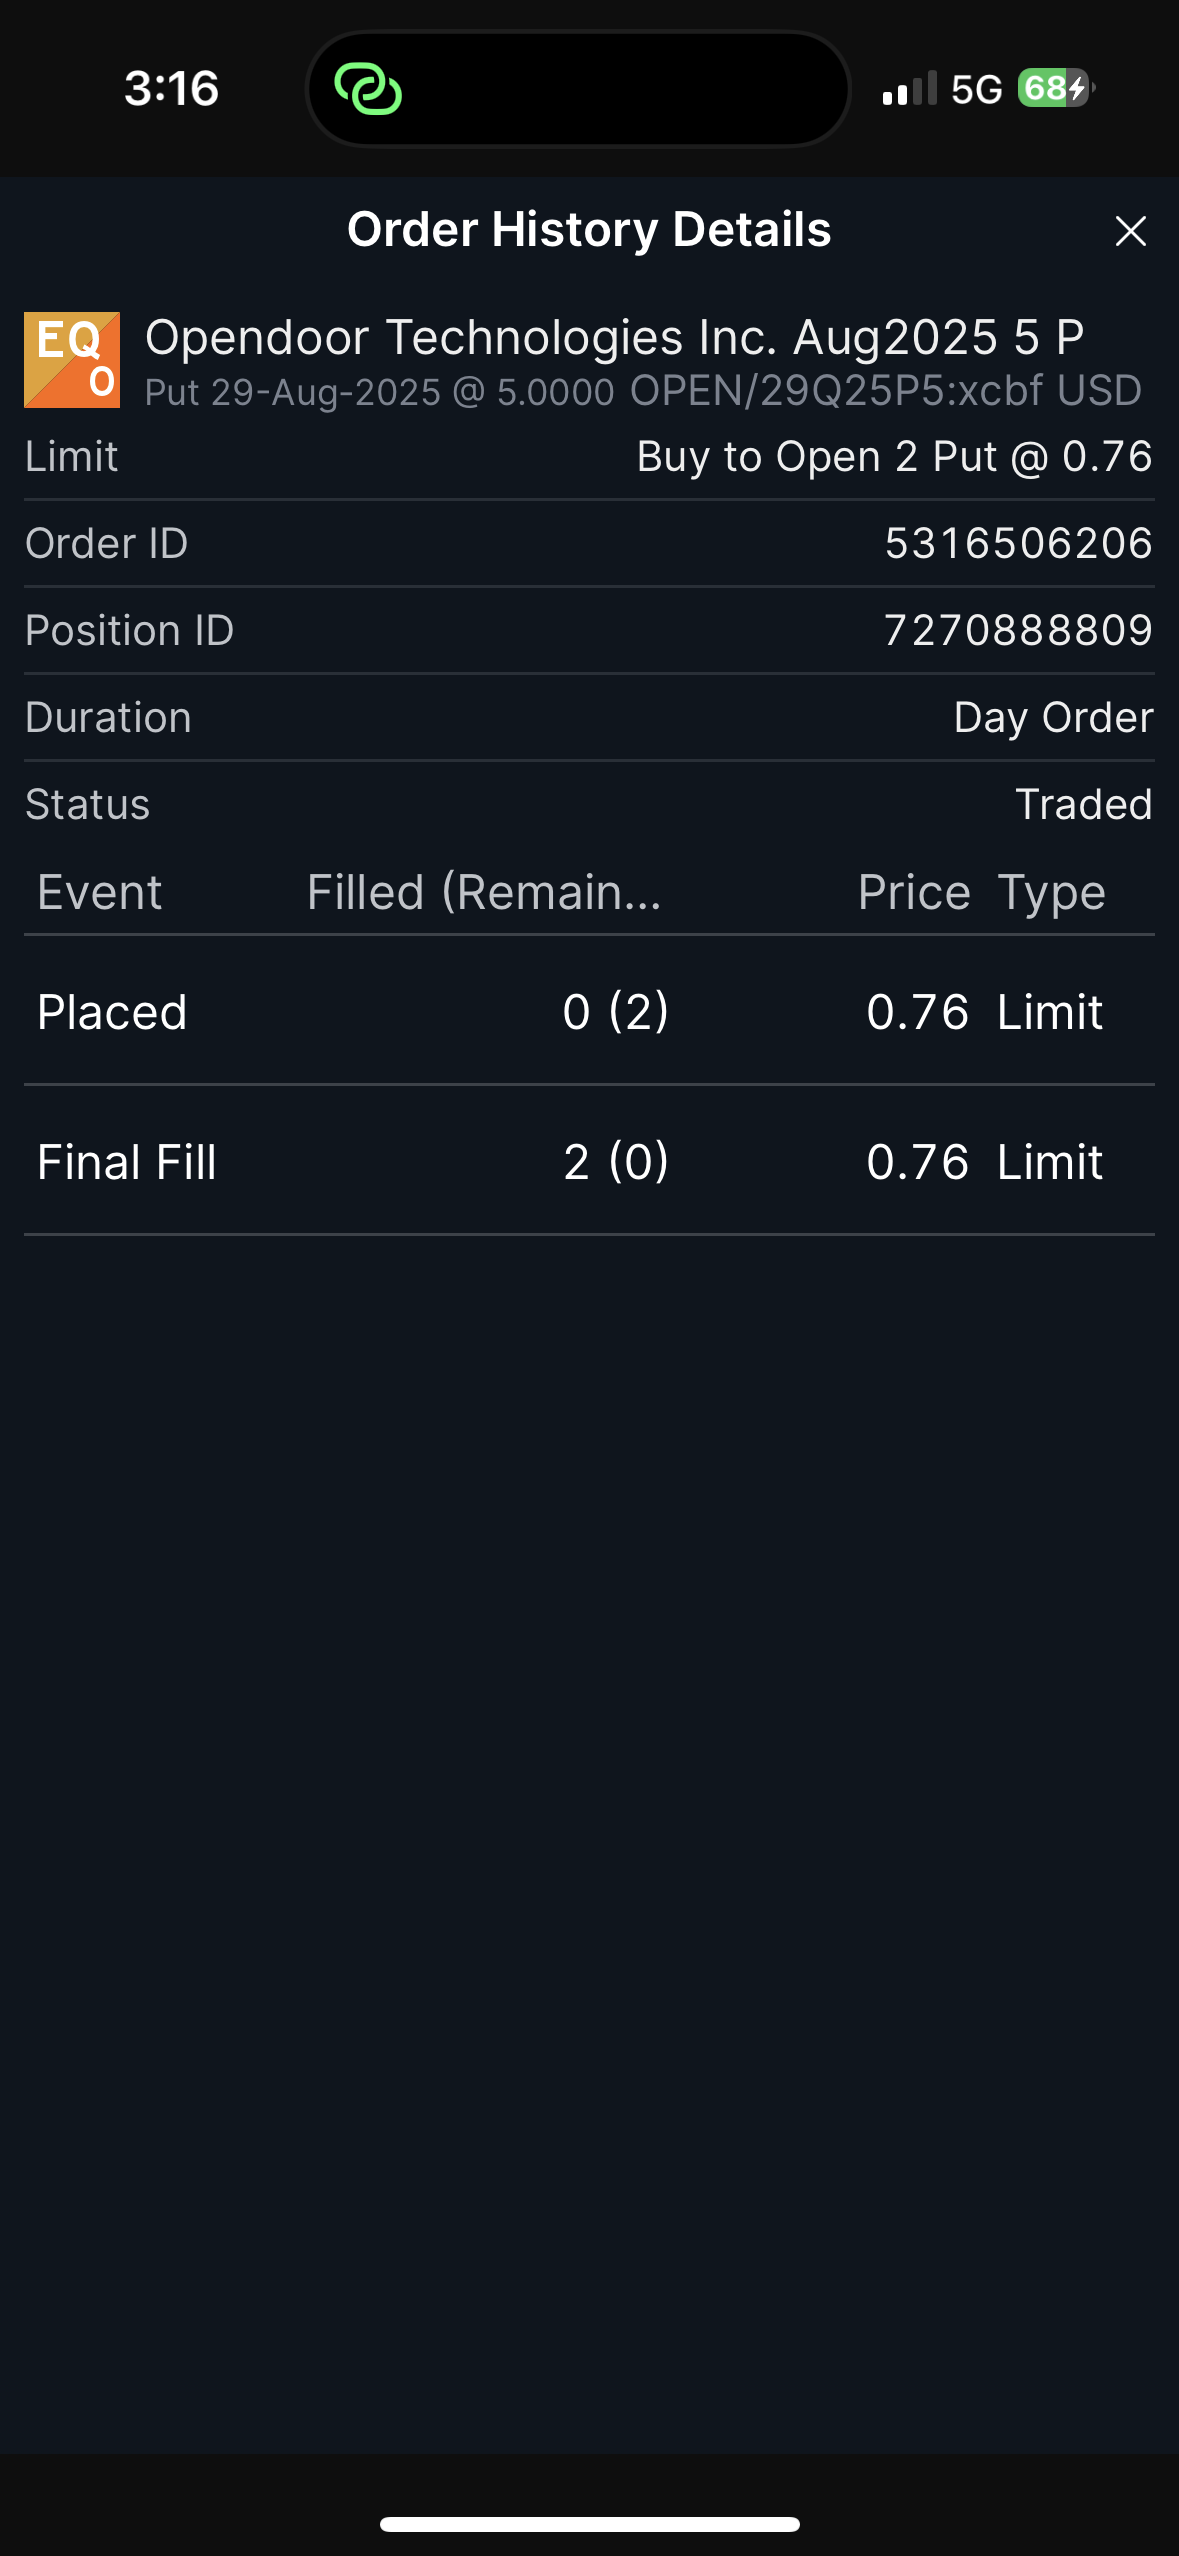 3:16
5G 68
Order History Details
EQ
O
Opendoor Technologies Inc. Aug2025 5 P
Put 29-Aug-2025 @ 5.0000 OPEN/29Q25P5:xcbf USD
Limit Buy to Open 2 Put @ 0.76
Order ID 5316506206
Position ID 7270888809
Duration Day Order
Status Traded
Event Filled (Remain... Price Type
Placed 0 (2) 0.76 Limit
Final Fill 2 (0) 0.76 Limit